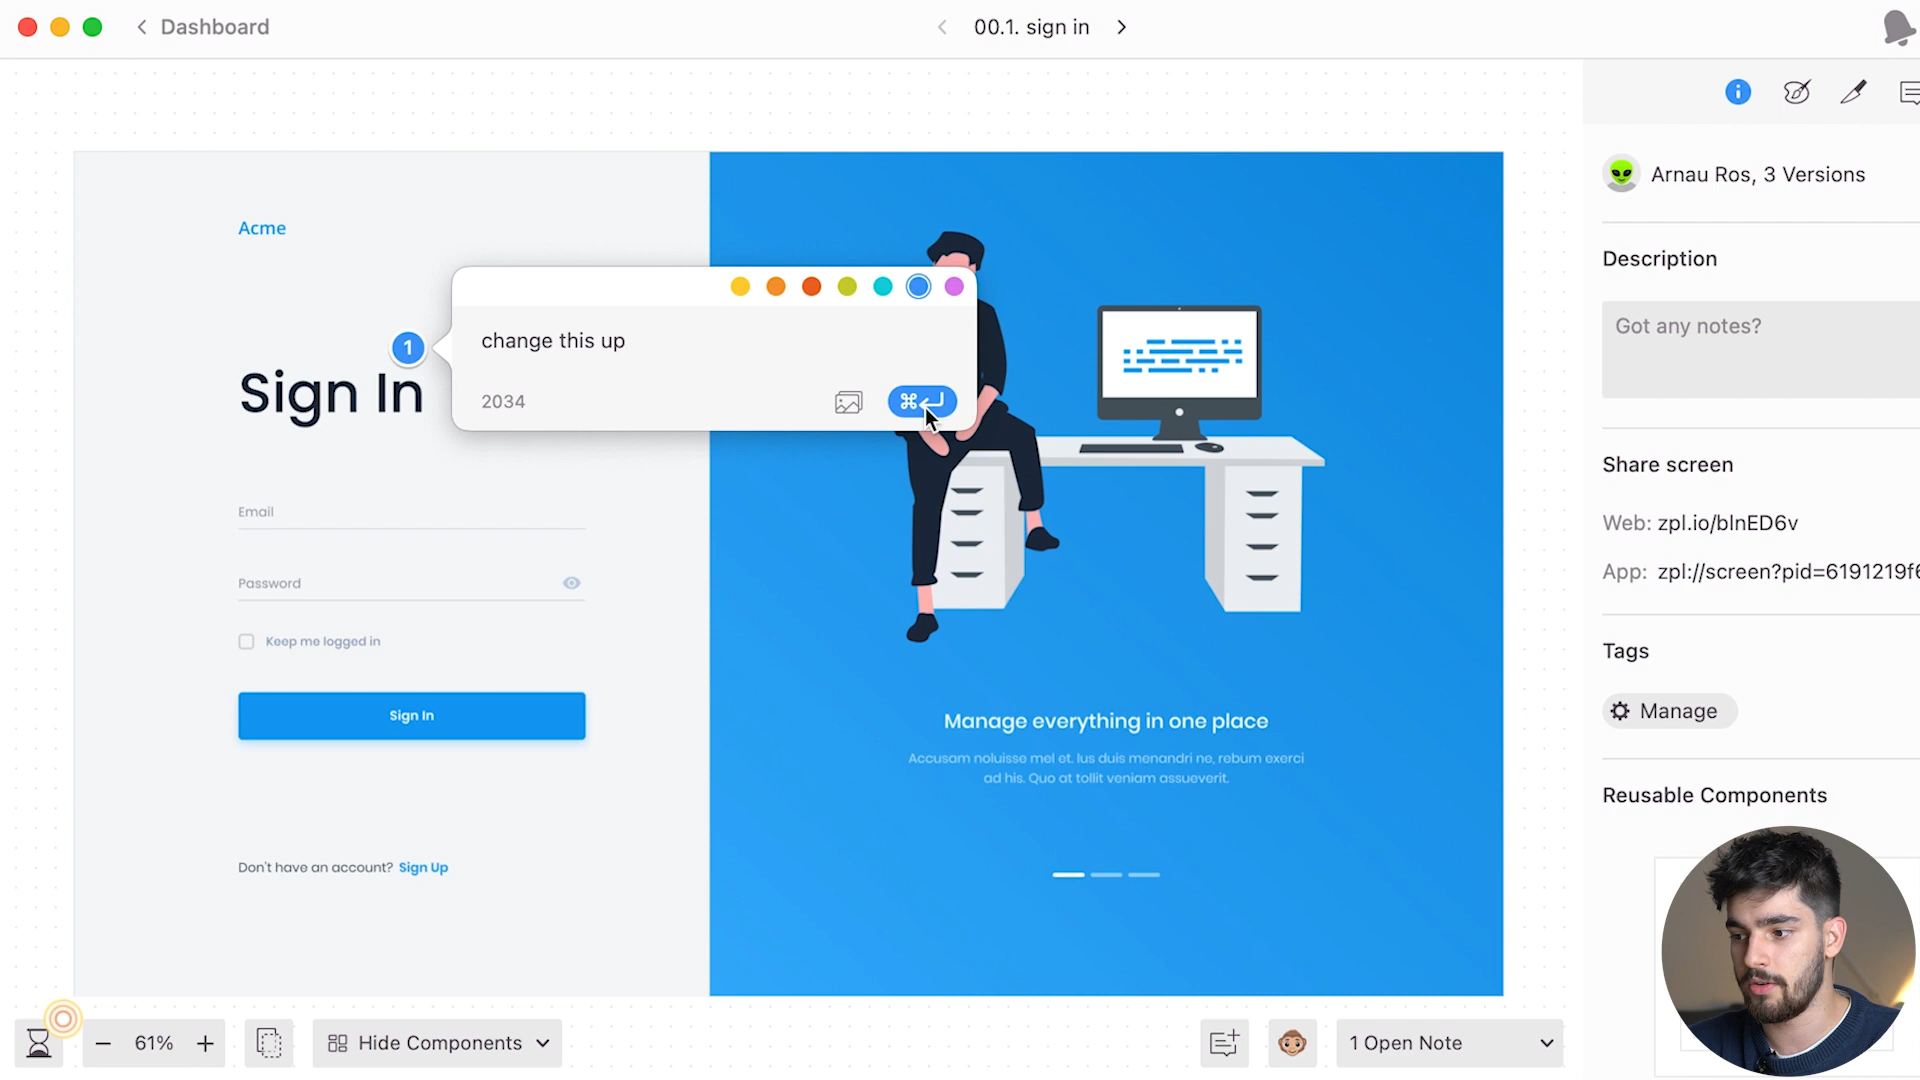 Dashboard
00.1. sign in
Arnau Ros, 3 Versions
Description
Got any notes?
Share screen
Web: zpl.io/blnED6v
App: zpl://screen?pid=6191219f6
Tags
Manage
Reusable Components
Acme
1
change this up
2034
Sign In
Email
Password
Keep me logged in
Sign In
Don't have an account? Sign Up
Manage everything in one place
Accusam noluisse mel et. Ius duis menandri ne, rebum exerci
ad his. Quo at tollit veniam assueverit.
61%
Hide Components
1 Open Note